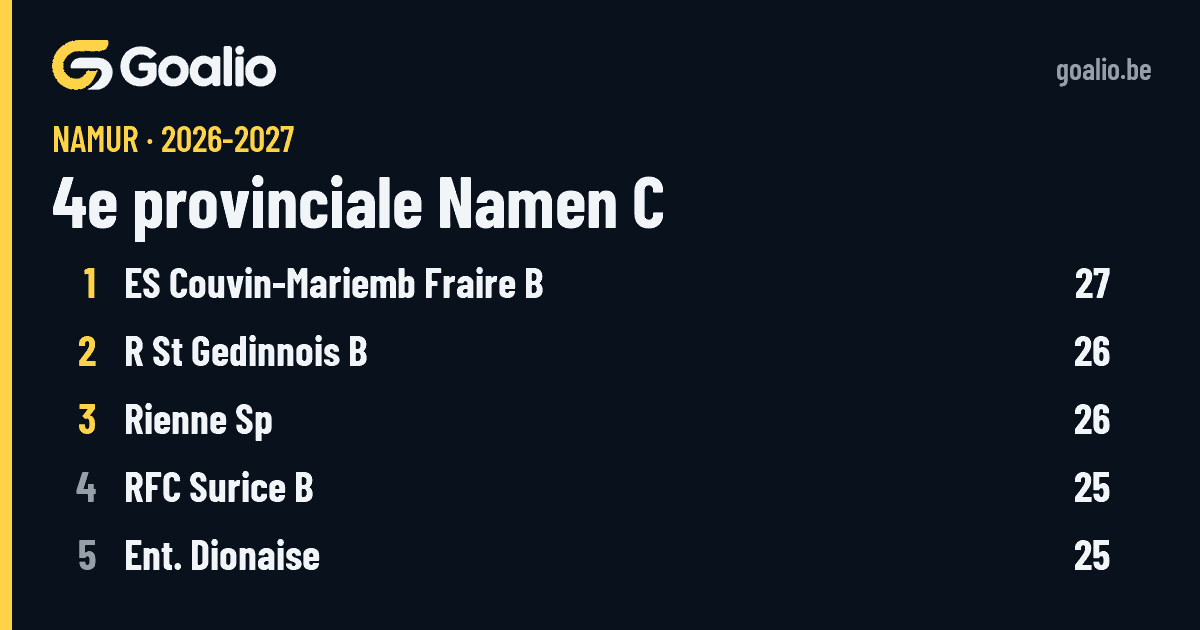 Goalio
goalio.be
NAMUR · 2026-2027
4e provinciale Namen C
1 ES Couvin-Mariemb Fraire B 27
2 R St Gedinnois B 26
3 Rienne Sp 26
4 RFC Surice B 25
5 Ent. Dionaise 25